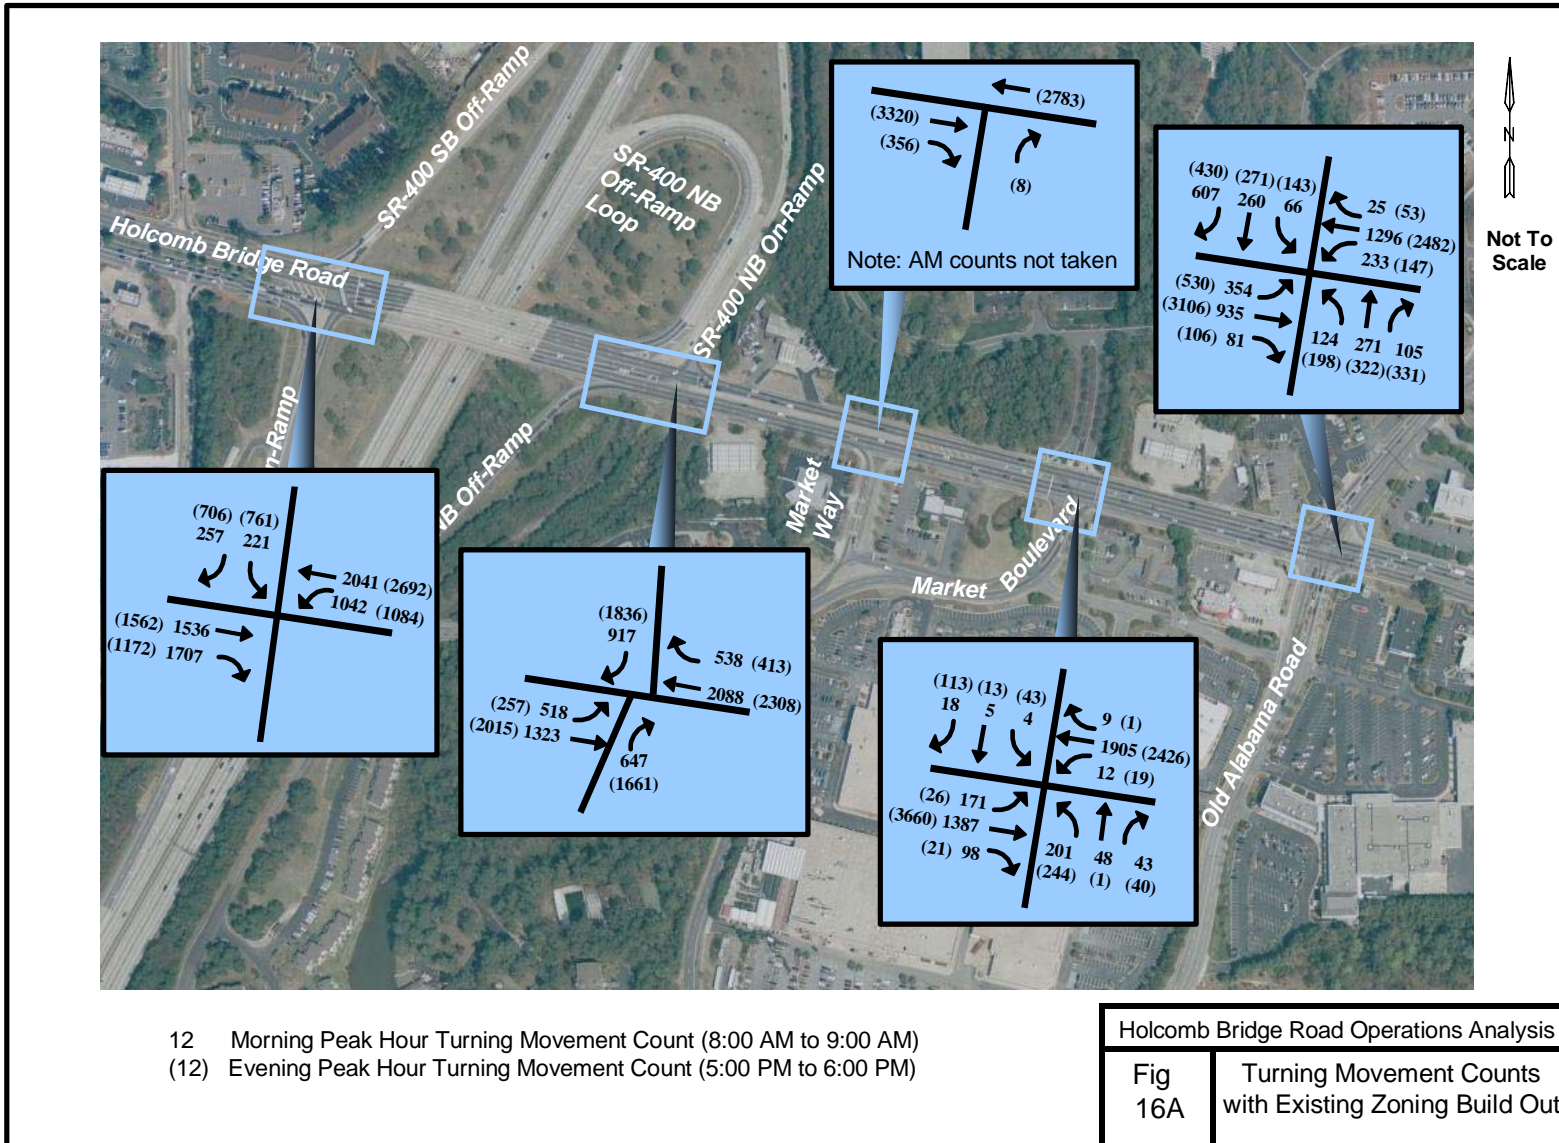 SR-400 SB Off-Ramp
SR-400 NB
Off-Ramp
Loop
SR-400 NB On-Ramp
Holcomb Bridge Road
n-Ramp
NB Off-Ramp
Market
Way
Market Boulevard
Old Alabama Road
(2783)
(3320)
(356)
(8)
Note: AM counts not taken
(430) (271) (143)
607 260 66
25 (53)
1296 (2482)
233 (147)
(530) 354
(3106) 935
(106) 81
124 271 105
(198) (322) (331)
N
Not To
Scale
(706) (761)
257 221
2041 (2692)
1042 (1084)
(1562) 1536
(1172) 1707
(1836)
917
538 (413)
2088 (2308)
(257) 518
(2015) 1323
647
(1661)
(113) (13) (43)
18 5 4
9 (1)
1905 (2426)
12 (19)
(26) 171
(3660) 1387
(21) 98
201 48 43
(244) (1) (40)
12 Morning Peak Hour Turning Movement Count (8:00 AM to 9:00 AM)
(12) Evening Peak Hour Turning Movement Count (5:00 PM to 6:00 PM)
Holcomb Bridge Road Operations Analysis
Fig
16A
Turning Movement Counts
with Existing Zoning Build Out